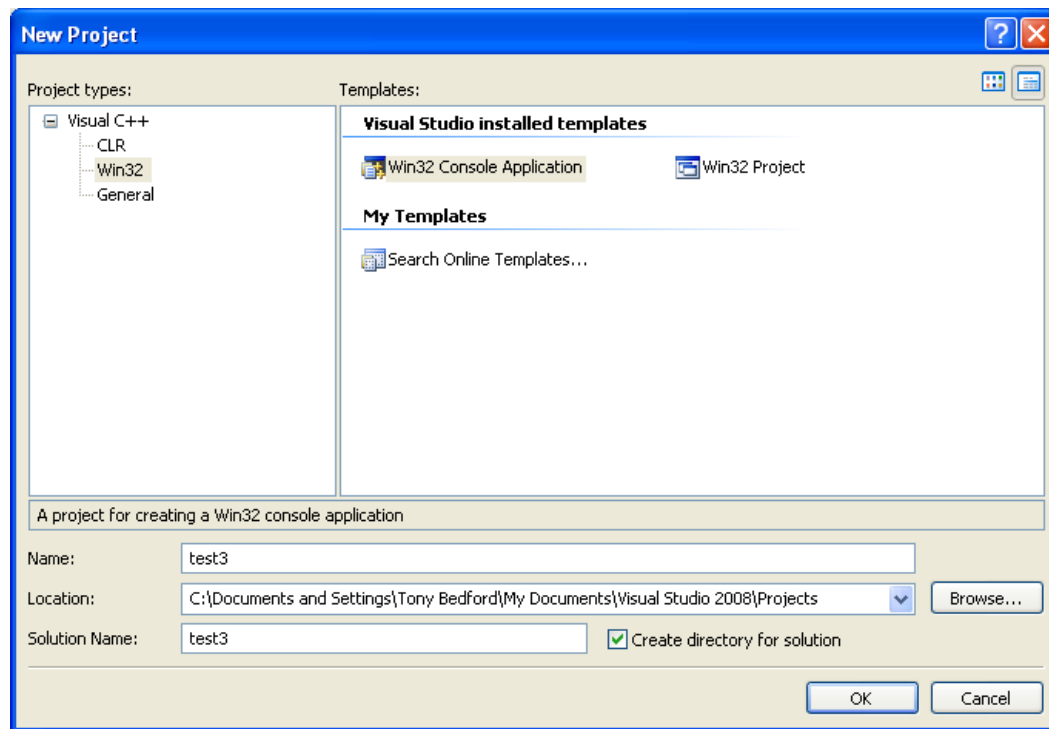 New Project
Project types:
Templates:
Visual C++
CLR
Win32
General
Visual Studio installed templates
Win32 Console Application
Win32 Project
My Templates
Search Online Templates...
A project for creating a Win32 console application
Name:
test3
Location:
C:\Documents and Settings\Tony Bedford\My Documents\Visual Studio 2008\Projects
Browse...
Solution Name:
test3
Create directory for solution
OK
Cancel